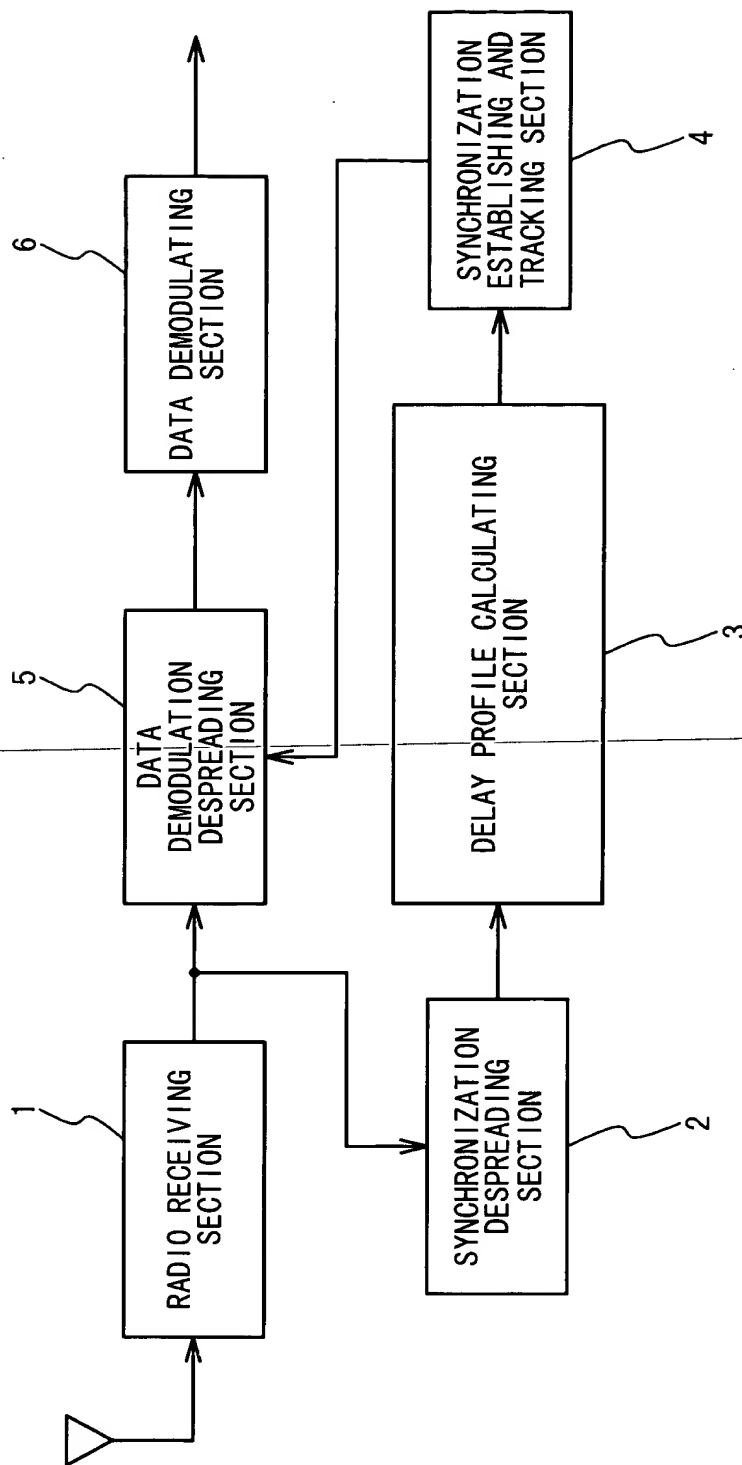 1
RADIO RECEIVING
SECTION
5
DATA
DEMODULATION
DESPREADING
SECTION
6
DATA DEMODULATING
SECTION
SYNCHRONIZATION
DESPREADING
SECTION
2
DELAY PROFILE CALCULATING
SECTION
3
SYNCHRONIZATION
ESTABLISHING AND
TRACKING SECTION
4